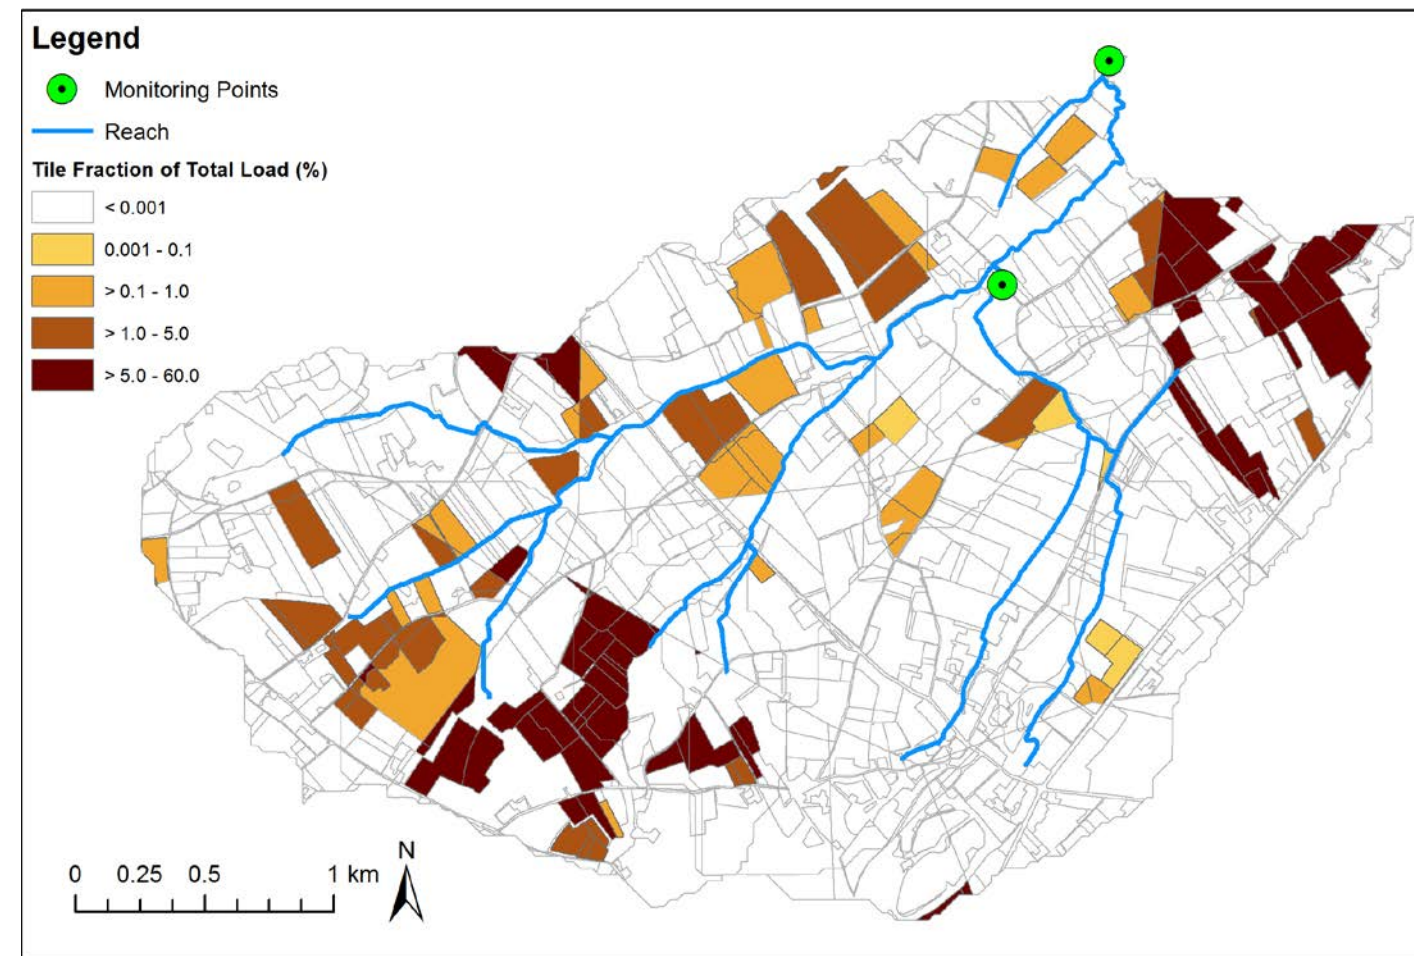 Legend
Monitoring Points
Reach
Tile Fraction of Total Load (%)
< 0.001
0.001 - 0.1
> 0.1 - 1.0
> 1.0 - 5.0
> 5.0 - 60.0
0 0.25 0.5 1 km
N